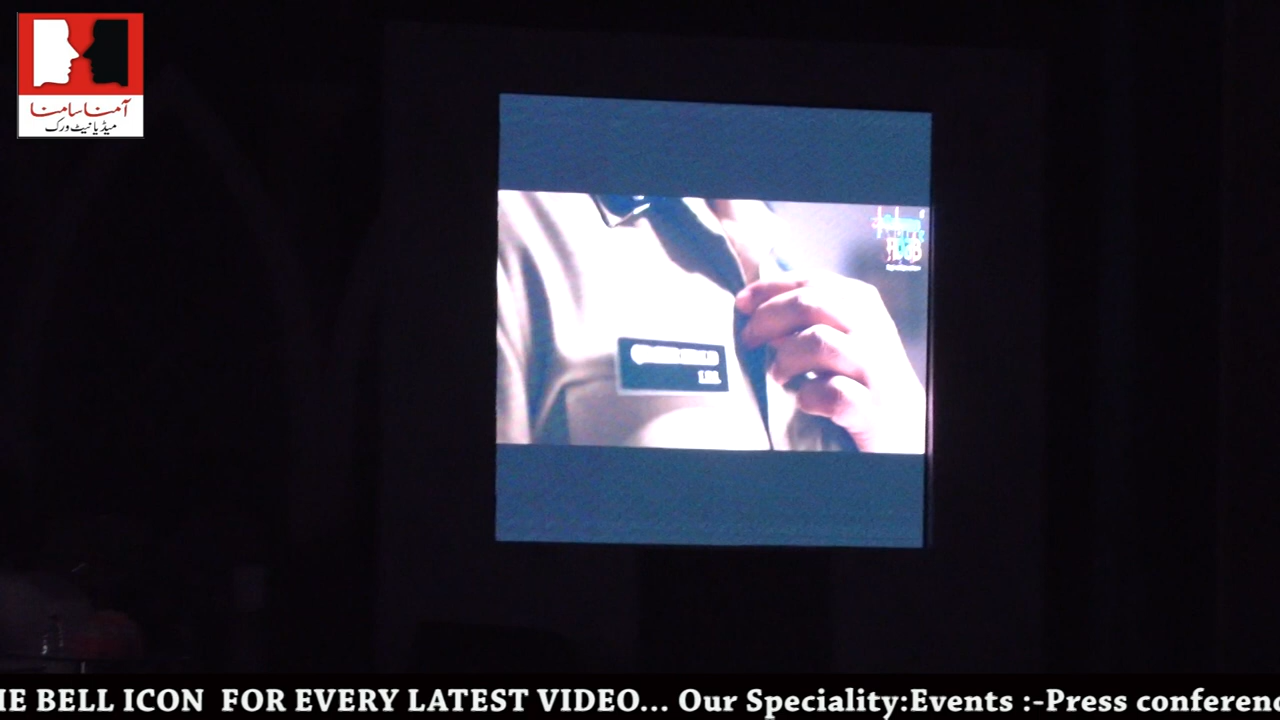 آمنا سامنا
میڈیا نیٹ ورک
HE BELL ICON FOR EVERY LATEST VIDEO... Our Speciality:Events :-Press conferenc